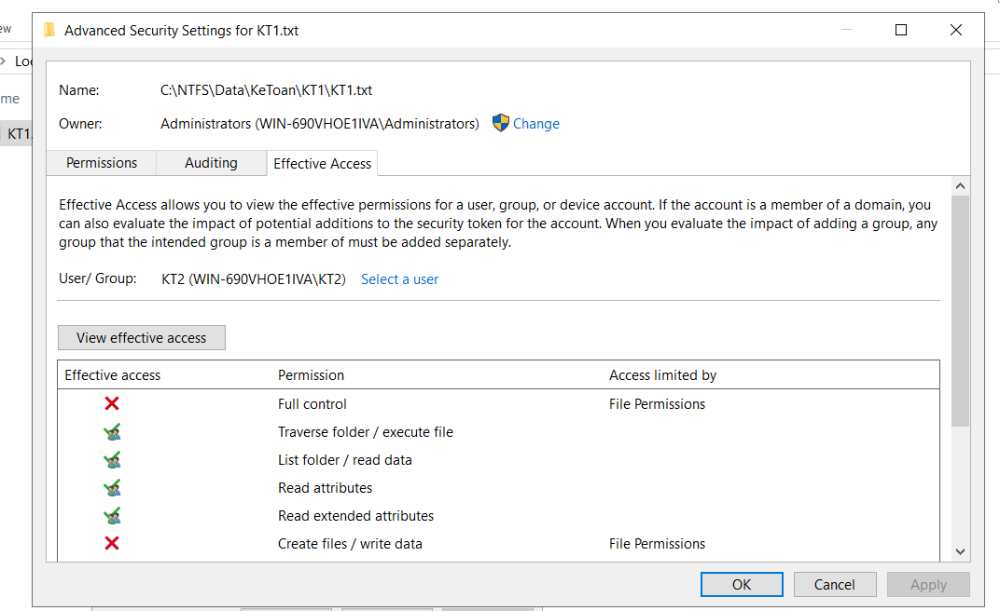 Advanced Security Settings for KT1.txt
ew
Loc
me
KT1.
Name: C:\NTFS\Data\KeToan\KT1\KT1.txt
Owner: Administrators (WIN-690VHOE1IVA\Administrators) Change
Permissions Auditing Effective Access
Effective Access allows you to view the effective permissions for a user, group, or device account. If the account is a member of a domain, you
can also evaluate the impact of potential additions to the security token for the account. When you evaluate the impact of adding a group, any
group that the intended group is a member of must be added separately.
User/ Group: KT2 (WIN-690VHOE1IVA\KT2) Select a user
View effective access
Effective access Permission Access limited by
Full control File Permissions
Traverse folder / execute file
List folder / read data
Read attributes
Read extended attributes
Create files / write data File Permissions
OK Cancel Apply